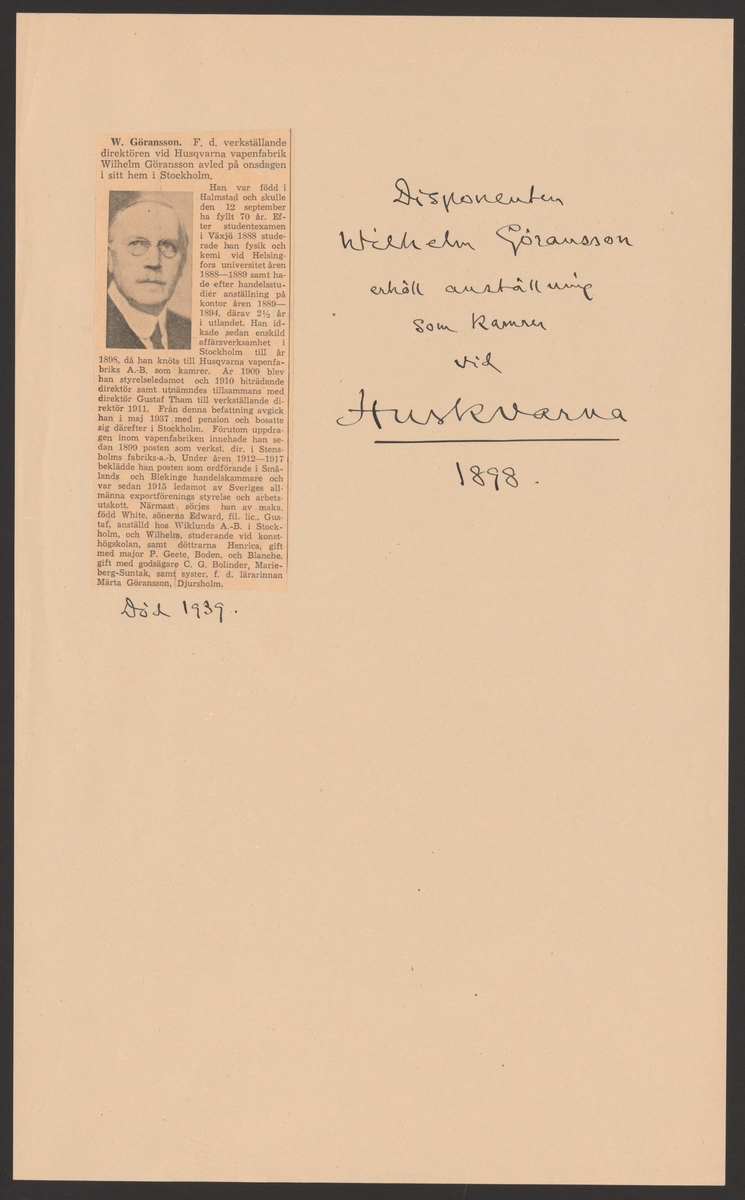 W. Göransson. F. d. verkställande
direktören vid Husqvarna vapenfabrik
Wilhelm Göransson avled på onsdagen
i sitt hem i Stockholm.
Han var född i
Halmstad och skulle
den 12 september
ha fyllt 70 år. Ef-
ter studentexamen
i Växjö 1888 stude-
rade han fysik och
kemi vid Helsing-
fors universitet åren
1888—1889 samt ha-
de efter handelsstu-
dier anställning på
kontor åren 1889—
1894, därav 2½ år
i utlandet. Han id-
kade sedan enskild
affärsverksamhet i
Stockholm till år
1898, då han knöts till Husqvarna vapenfa-
briks A.-B. som kamrer. År 1909 blev
han styrelseledamot och 1910 biträdande
direktör samt utnämndes tillsammans med
direktör Gustaf Tham till verkställande di-
rektör 1911. Från denna befattning avgick
han i maj 1937 med pension och bosatte
sig därefter i Stockholm. Förutom uppdra-
gen inom vapenfabriken innehade han se-
dan 1899 posten som verkst. dir. i Stens-
holms fabriks-a.-b. Under åren 1912—1917
beklädde han posten som ordförande i Små-
lands och Blekinge handelskammare och
var sedan 1915 ledamot av Sveriges all-
männa exportförenings styrelse och arbets-
utskott. Närmast sörjes han av maka,
född White, sönerna Edward, fil. lic., Gus-
taf, anställd hos Wiklunds A.-B. i Stock-
holm, och Wilhelm, studerande vid konst-
högskolan, samt döttrarna Henrica, gift
med major P. Geete, Boden, och Blanche,
gift med godsägare C. G. Bolinder, Marie-
berg-Suntak, samt syster, f. d. lärarinnan
Märta Göransson, Djursholm.
Död 1939.
Disponenten
Wilhelm Göransson
erhöll anställning
som kamrer
vid
Huskvarna
1898.